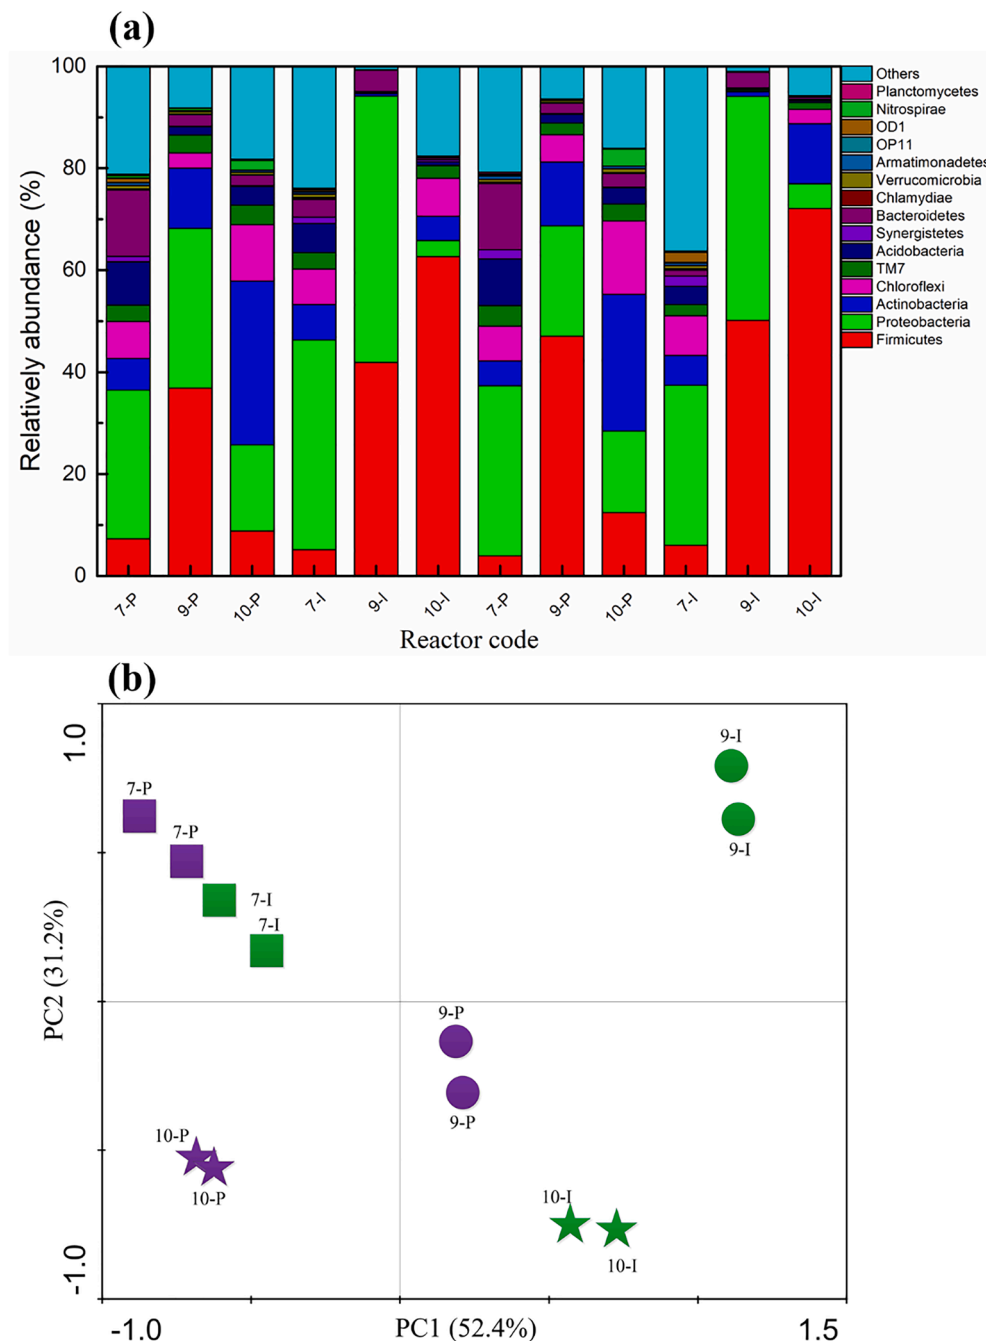 (a)
Relatively abundance (%)
100
80
60
40
20
0
Others
Planctomycetes
Nitrospirae
OD1
OP11
Armatimonadetes
Verrucomicrobia
Chlamydiae
Bacteroidetes
Synergistetes
Acidobacteria
TM7
Chloroflexi
Actinobacteria
Proteobacteria
Firmicutes
7-P 9-P 10-P 7-I 9-I 10-I 7-P 9-P 10-P 7-I 9-I 10-I
Reactor code
(b)
PC2 (31.2%)
1.0
-1.0
9-I
9-I
7-P
7-P
7-I
7-I
9-P
9-P
10-P
10-P
10-I
10-I
-1.0 PC1 (52.4%) 1.5